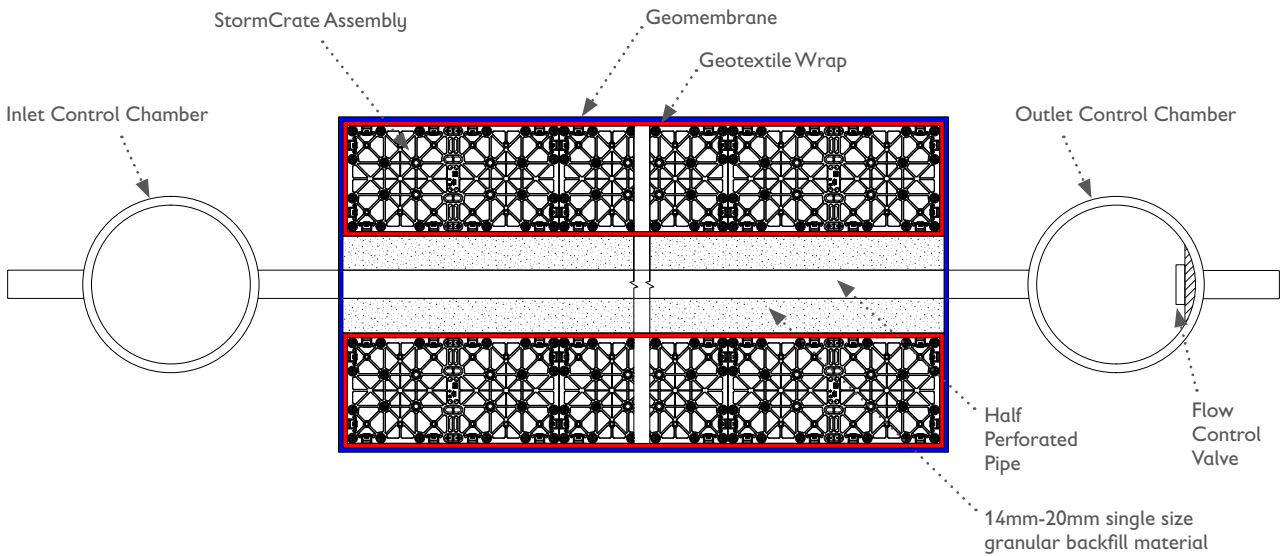 StormCrate Assembly
Geomembrane
Geotextile Wrap
Inlet Control Chamber
Outlet Control Chamber
Half
Perforated
Pipe
Flow
Control
Valve
14mm-20mm single size
granular backfill material